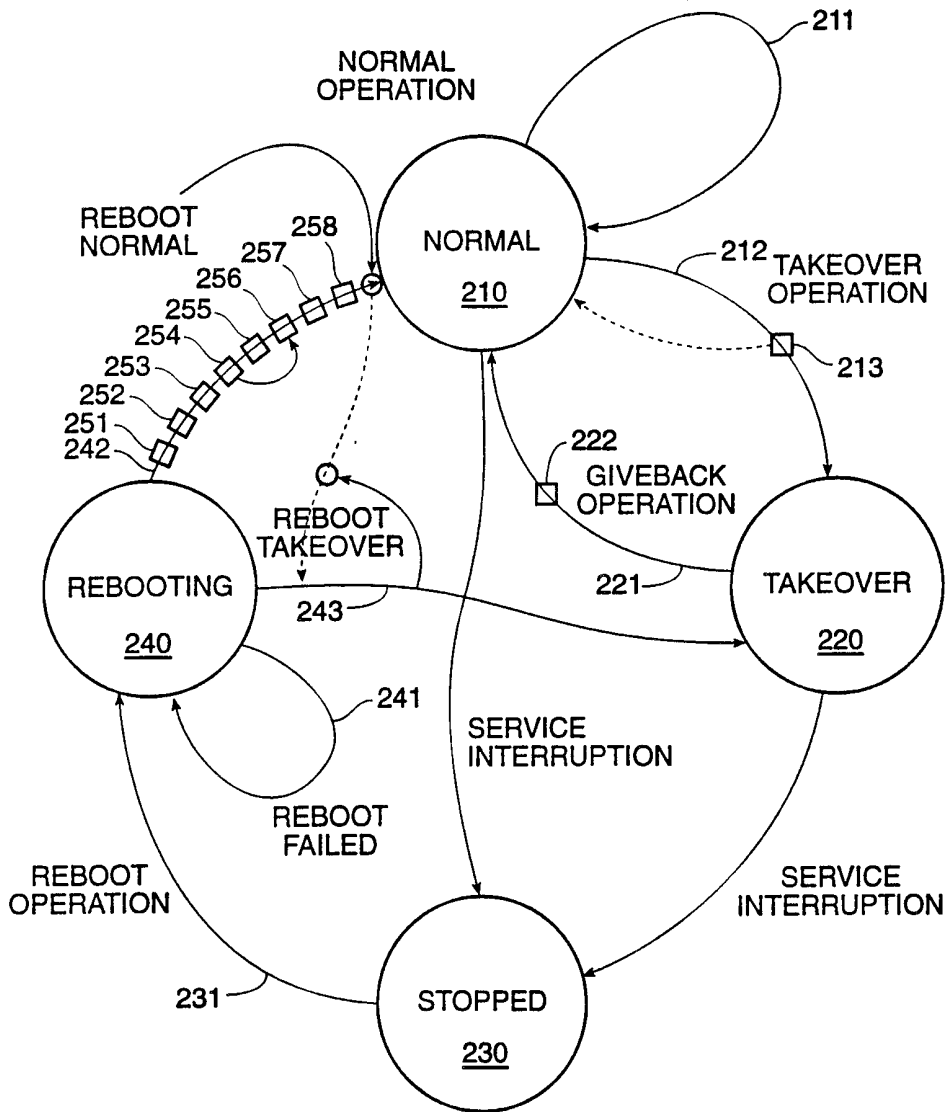 211
NORMAL
OPERATION
REBOOT
NORMAL
258
257
256
255
254
253
252
251
242
NORMAL
210
212
TAKEOVER
OPERATION
213
222
GIVEBACK
OPERATION
221
REBOOT
TAKEOVER
243
REBOOTING
240
TAKEOVER
220
241
REBOOT
FAILED
SERVICE
INTERRUPTION
REBOOT
OPERATION
231
SERVICE
INTERRUPTION
STOPPED
230